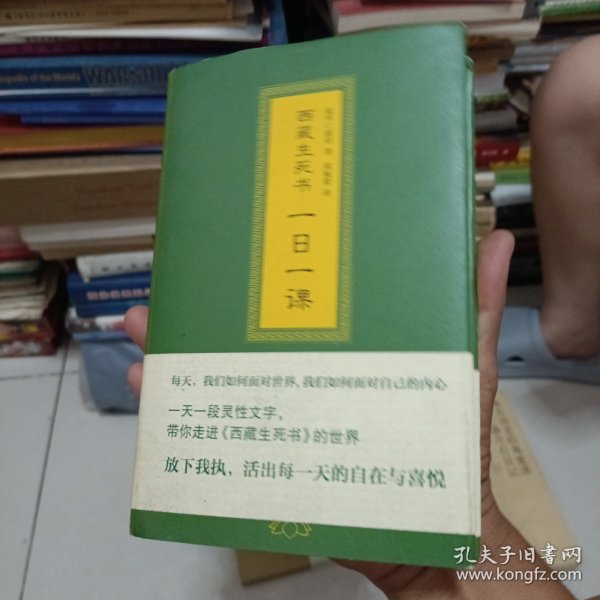 西藏生死书 一日一课
每天，我们如何面对世界，我们如何面对自己的内心
一天一段灵性文字，
带你走进《西藏生死书》的世界
放下我执，活出每一天的自在与喜悦
WARSHI
孔夫子旧书网
www.kongfz.com